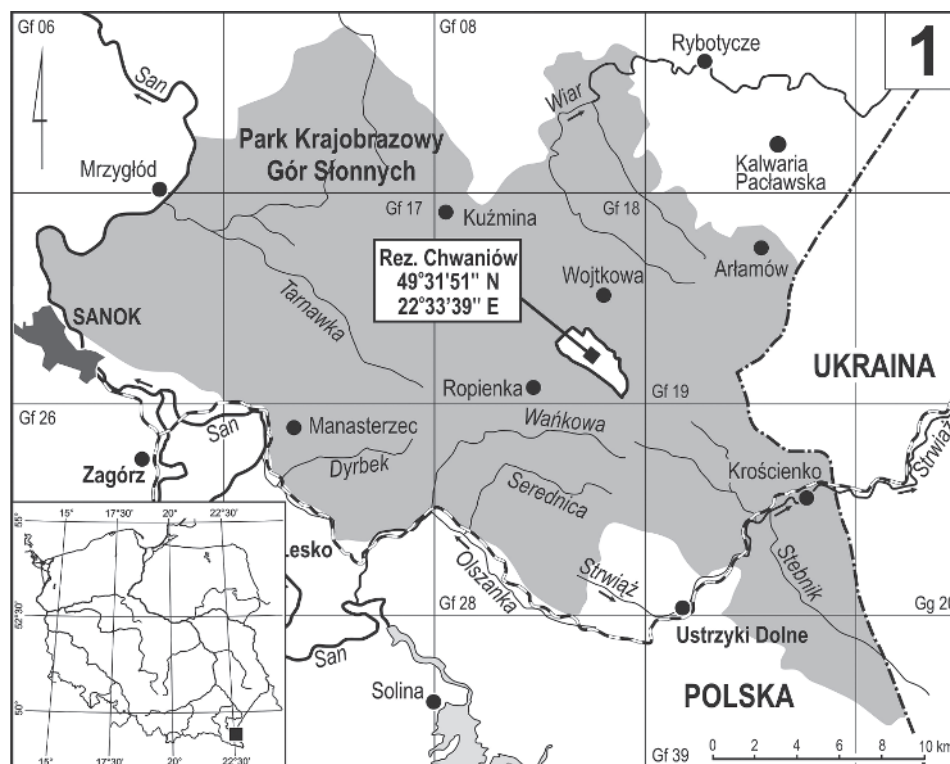 Gf 06
Gf 08
1
Rybotycze
San
Wiar
Park Krajobrazowy
Gór Słonnych
Kalwaria
Pacławska
Mrzygłód
Gf 17
Gf 18
Kuźmina
Arłamów
Rez. Chwaniów
49°31'51" N
22°33'39" E
Wojtkowa
Tarnawka
SANOK
UKRAINA
Ropienka
Gf 19
Gf 26
San
Manasterzec
Wańkowa
Strwiąż
Zagórz
Dyrbek
Serednica
Krościenko
15°
17°30'
20°
22°30'
55°
Lesko
Olszanka
Strwiąż
Stebnik
Gf 28
Gg 20
52°30'
Ustrzyki Dolne
San
Solina
POLSKA
50°
Gf 39
0 2 4 6 8 10 km
15°
17°30'
20°
22°30'